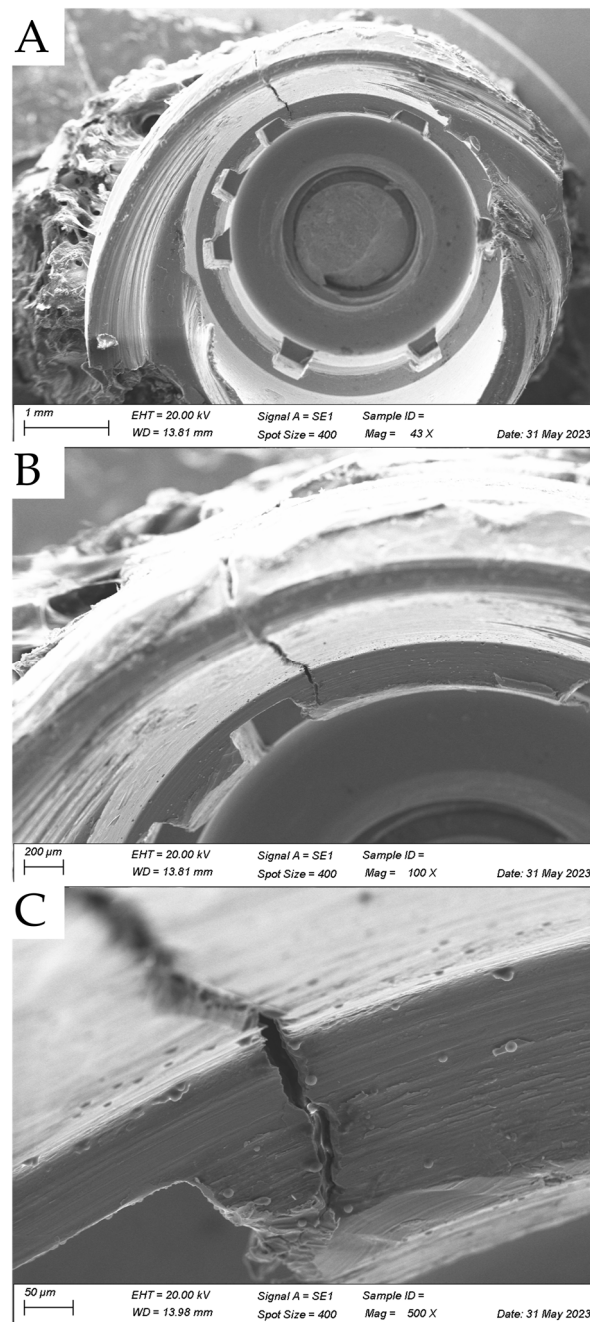 A
1 mm EHT = 20.00 kV Signal A = SE1 Sample ID =
WD = 13.81 mm Spot Size = 400 Mag = 43 X Date: 31 May 2023
B
200 µm EHT = 20.00 kV Signal A = SE1 Sample ID =
WD = 13.81 mm Spot Size = 400 Mag = 100 X Date: 31 May 2023
C
50 µm EHT = 20.00 kV Signal A = SE1 Sample ID =
WD = 13.98 mm Spot Size = 400 Mag = 500 X Date: 31 May 2023